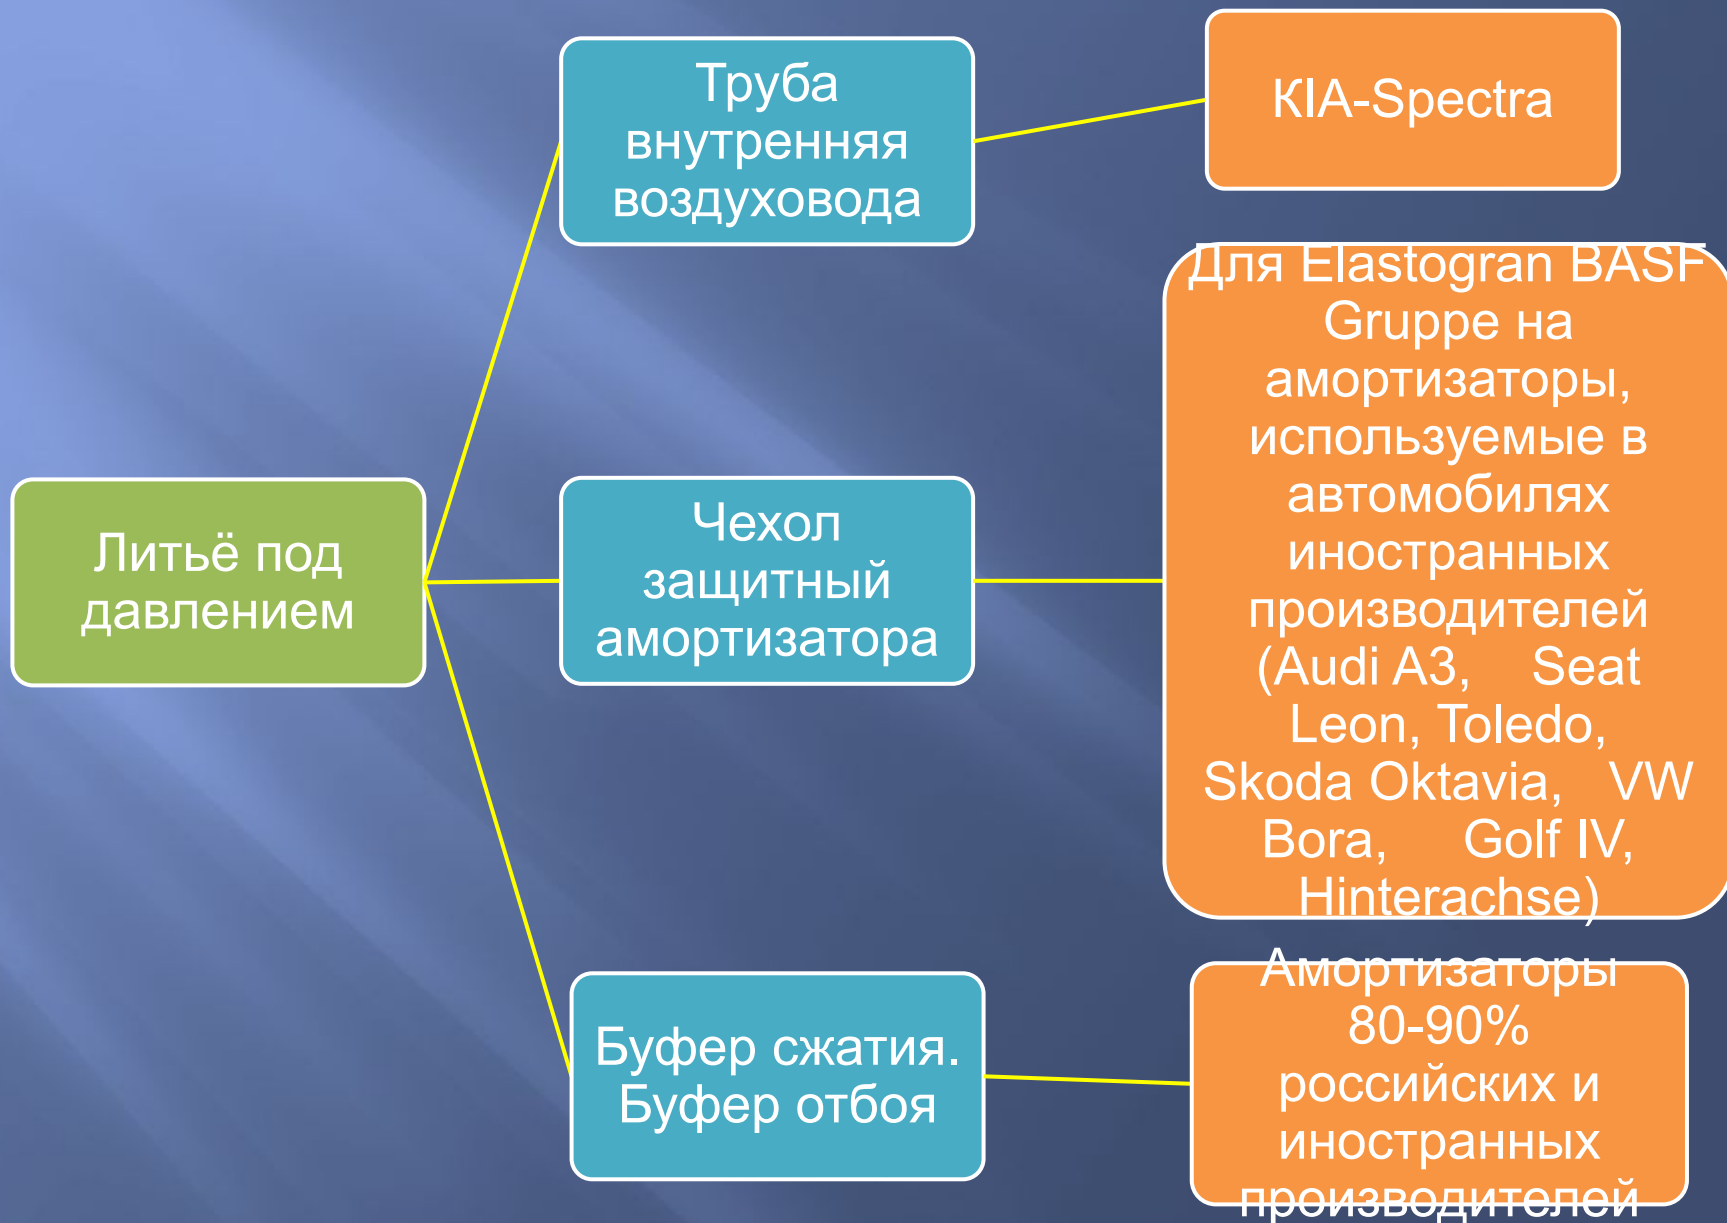 Литьё под
давлением
Труба
внутренняя
воздуховода
KIA-Spectra
Чехол
защитный
амортизатора
Для Elastogran BASF
Gruppe на
амортизаторы,
используемые в
автомобилях
иностранных
производителей
(Audi A3, Seat
Leon, Toledo,
Skoda Oktavia, VW
Bora, Golf IV,
Hinterachse)
Буфер сжатия.
Буфер отбоя
Амортизаторы
80-90%
российских и
иностранных
производителей